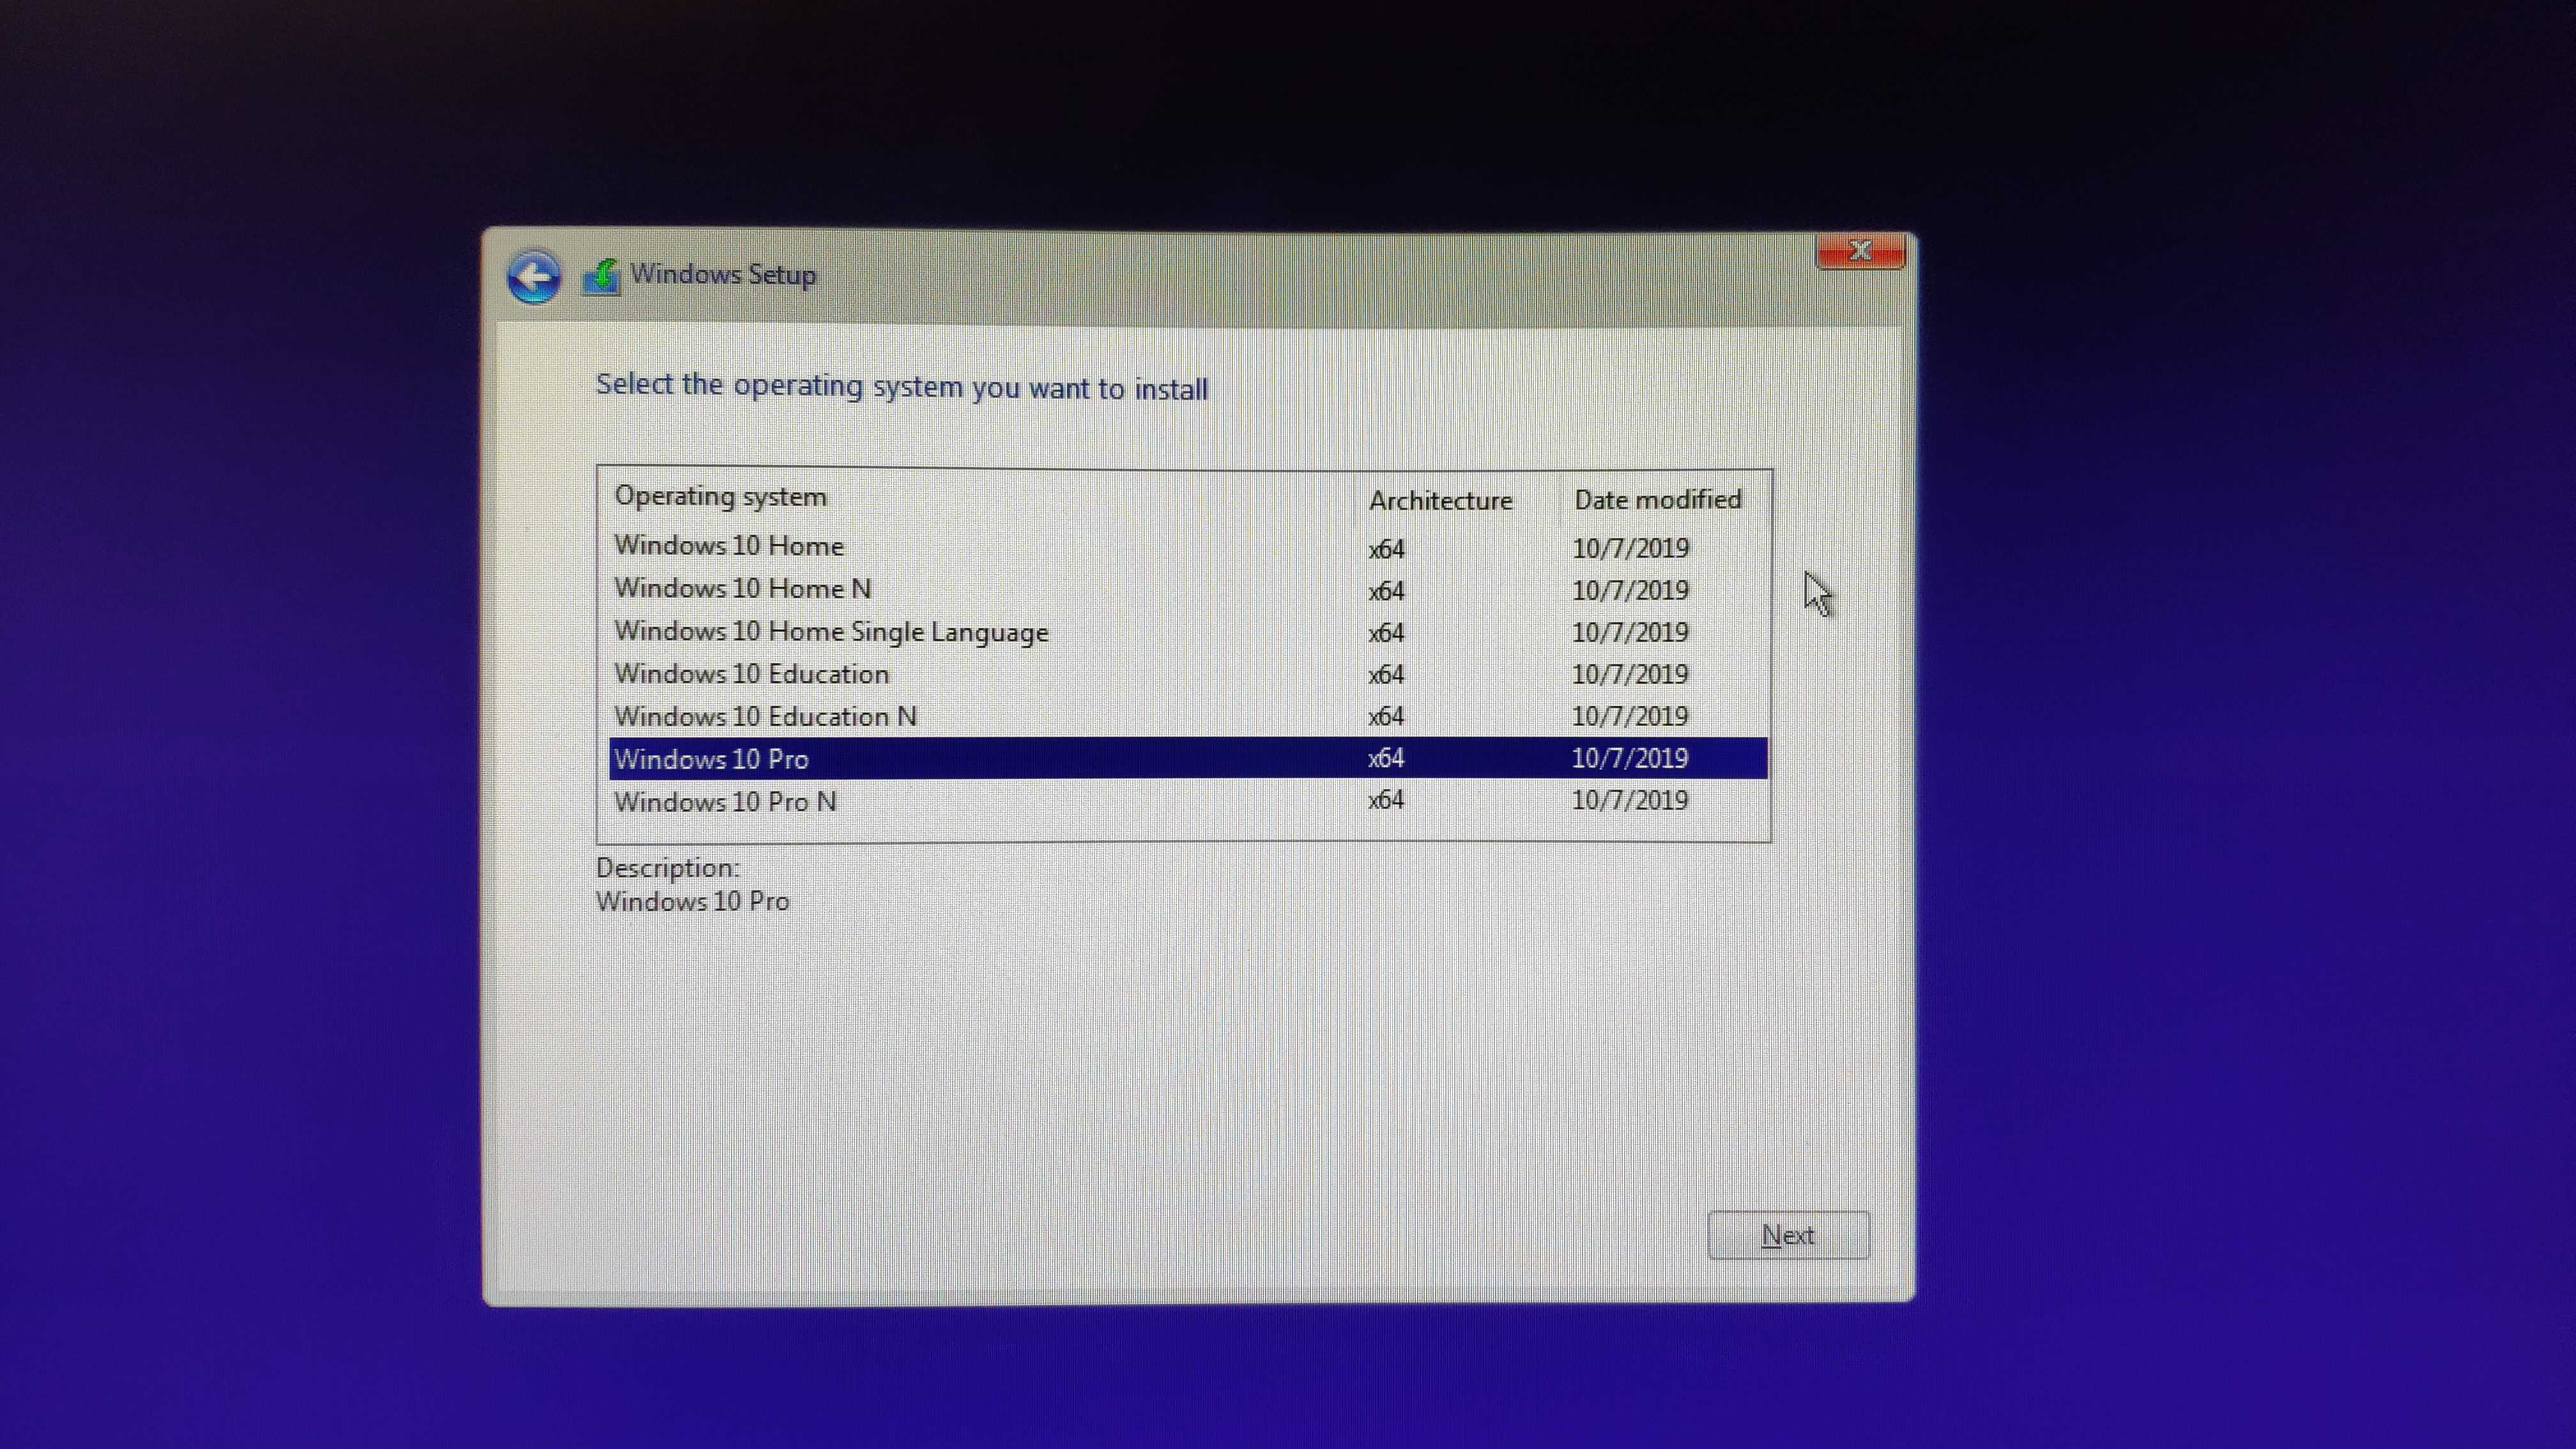 Windows Setup
Select the operating system you want to install
Operating system Architecture Date modified
Windows 10 Home x64 10/7/2019
Windows 10 Home N x64 10/7/2019
Windows 10 Home Single Language x64 10/7/2019
Windows 10 Education x64 10/7/2019
Windows 10 Education N x64 10/7/2019
Windows 10 Pro x64 10/7/2019
Windows 10 Pro N x64 10/7/2019
Description:
Windows 10 Pro
Next